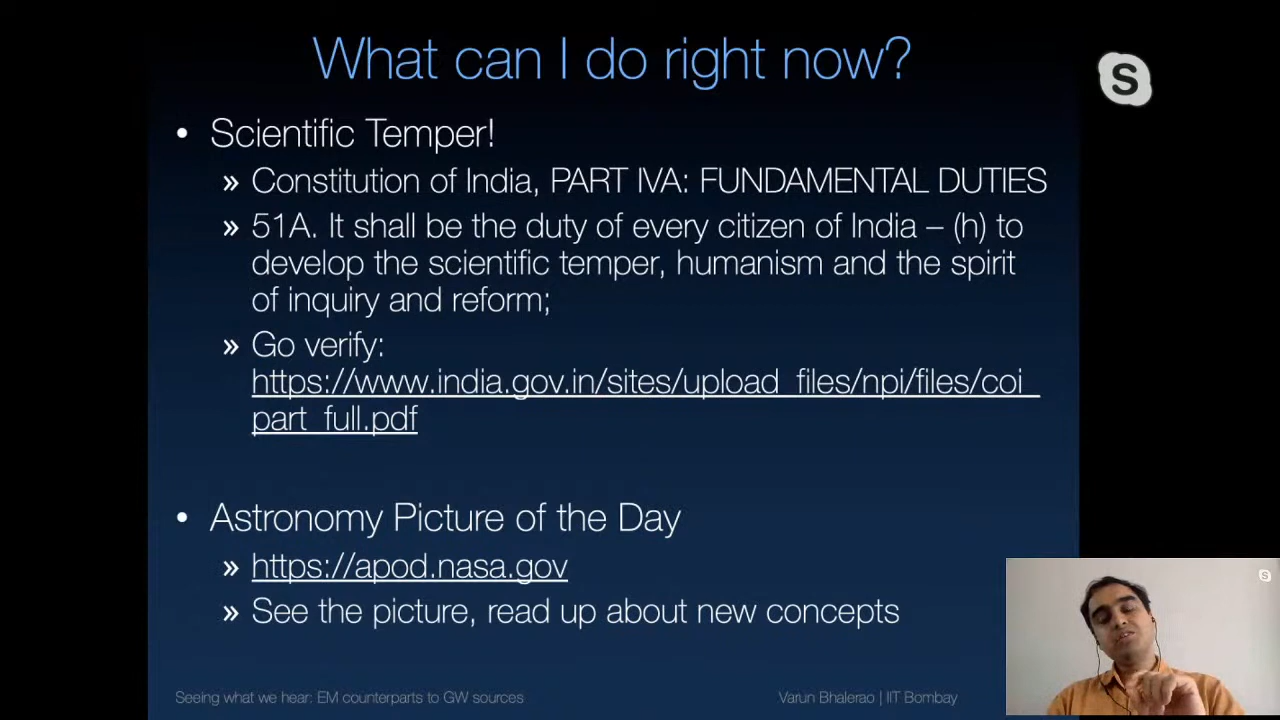 What can I do right now?
S
• Scientific Temper!
» Constitution of India, PART IVA: FUNDAMENTAL DUTIES
» 51A. It shall be the duty of every citizen of India – (h) to
develop the scientific temper, humanism and the spirit
of inquiry and reform;
» Go verify:
https://www.india.gov.in/sites/upload_files/npi/files/coi_
part_full.pdf
• Astronomy Picture of the Day
» https://apod.nasa.gov
» See the picture, read up about new concepts
S
Seeing what we hear: EM counterparts to GW sources
Varun Bhalerao | IIT Bombay